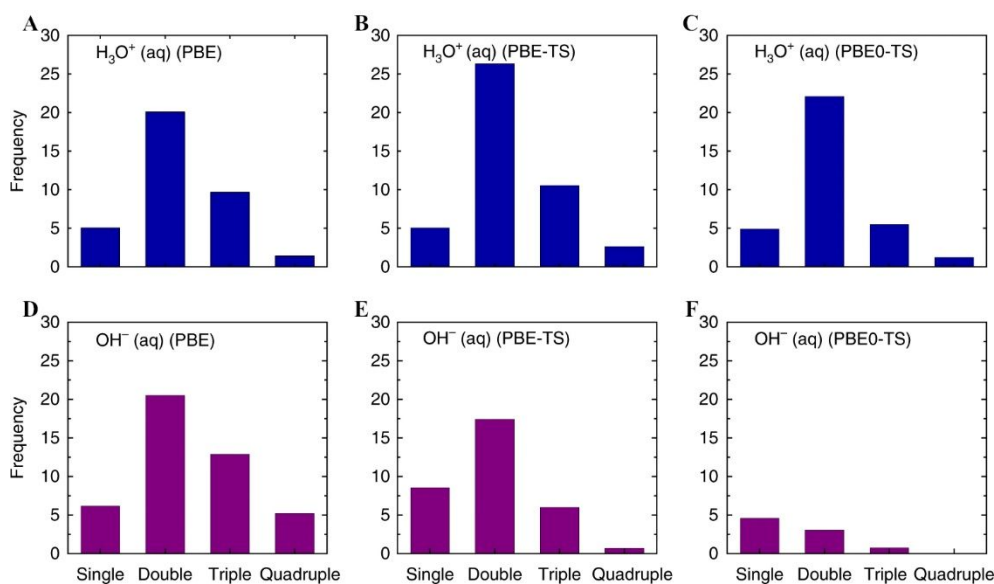 A
B
C
H₃O⁺ (aq) (PBE)
H₃O⁺ (aq) (PBE-TS)
H₃O⁺ (aq) (PBE0-TS)
Frequency
30
25
20
15
10
5
0
30
25
20
15
10
5
0
30
25
20
15
10
5
0
D
E
F
OH⁻ (aq) (PBE)
OH⁻ (aq) (PBE-TS)
OH⁻ (aq) (PBE0-TS)
Frequency
30
25
20
15
10
5
0
30
25
20
15
10
5
0
30
25
20
15
10
5
0
Single Double Triple Quadruple
Single Double Triple Quadruple
Single Double Triple Quadruple